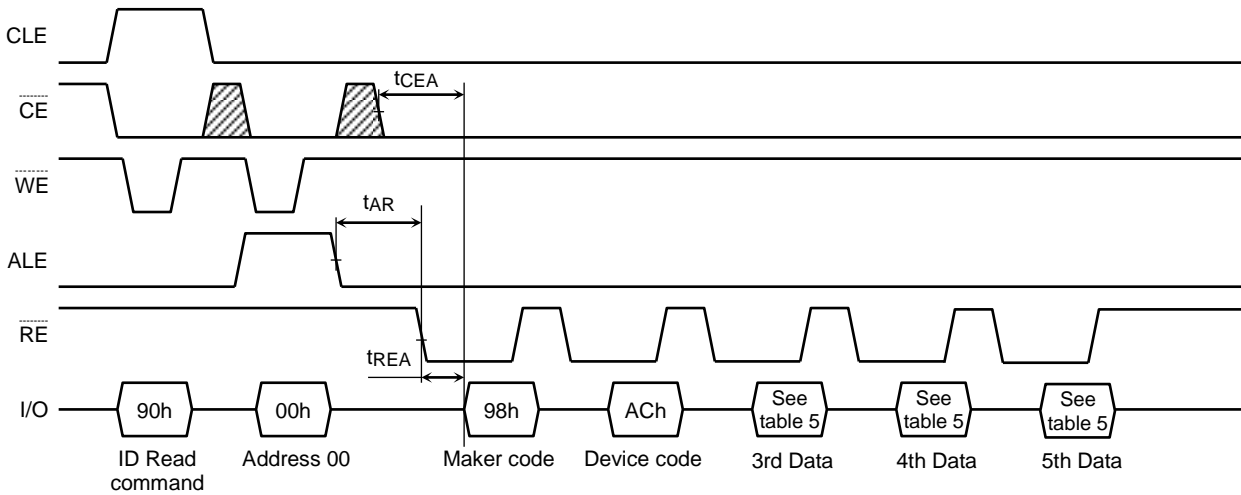 CLE
tCEA
CE
WE
tAR
ALE
RE
tREA
I/O
90h
00h
98h
ACh
See
table 5
See
table 5
See
table 5
ID Read
command
Address 00
Maker code
Device code
3rd Data
4th Data
5th Data